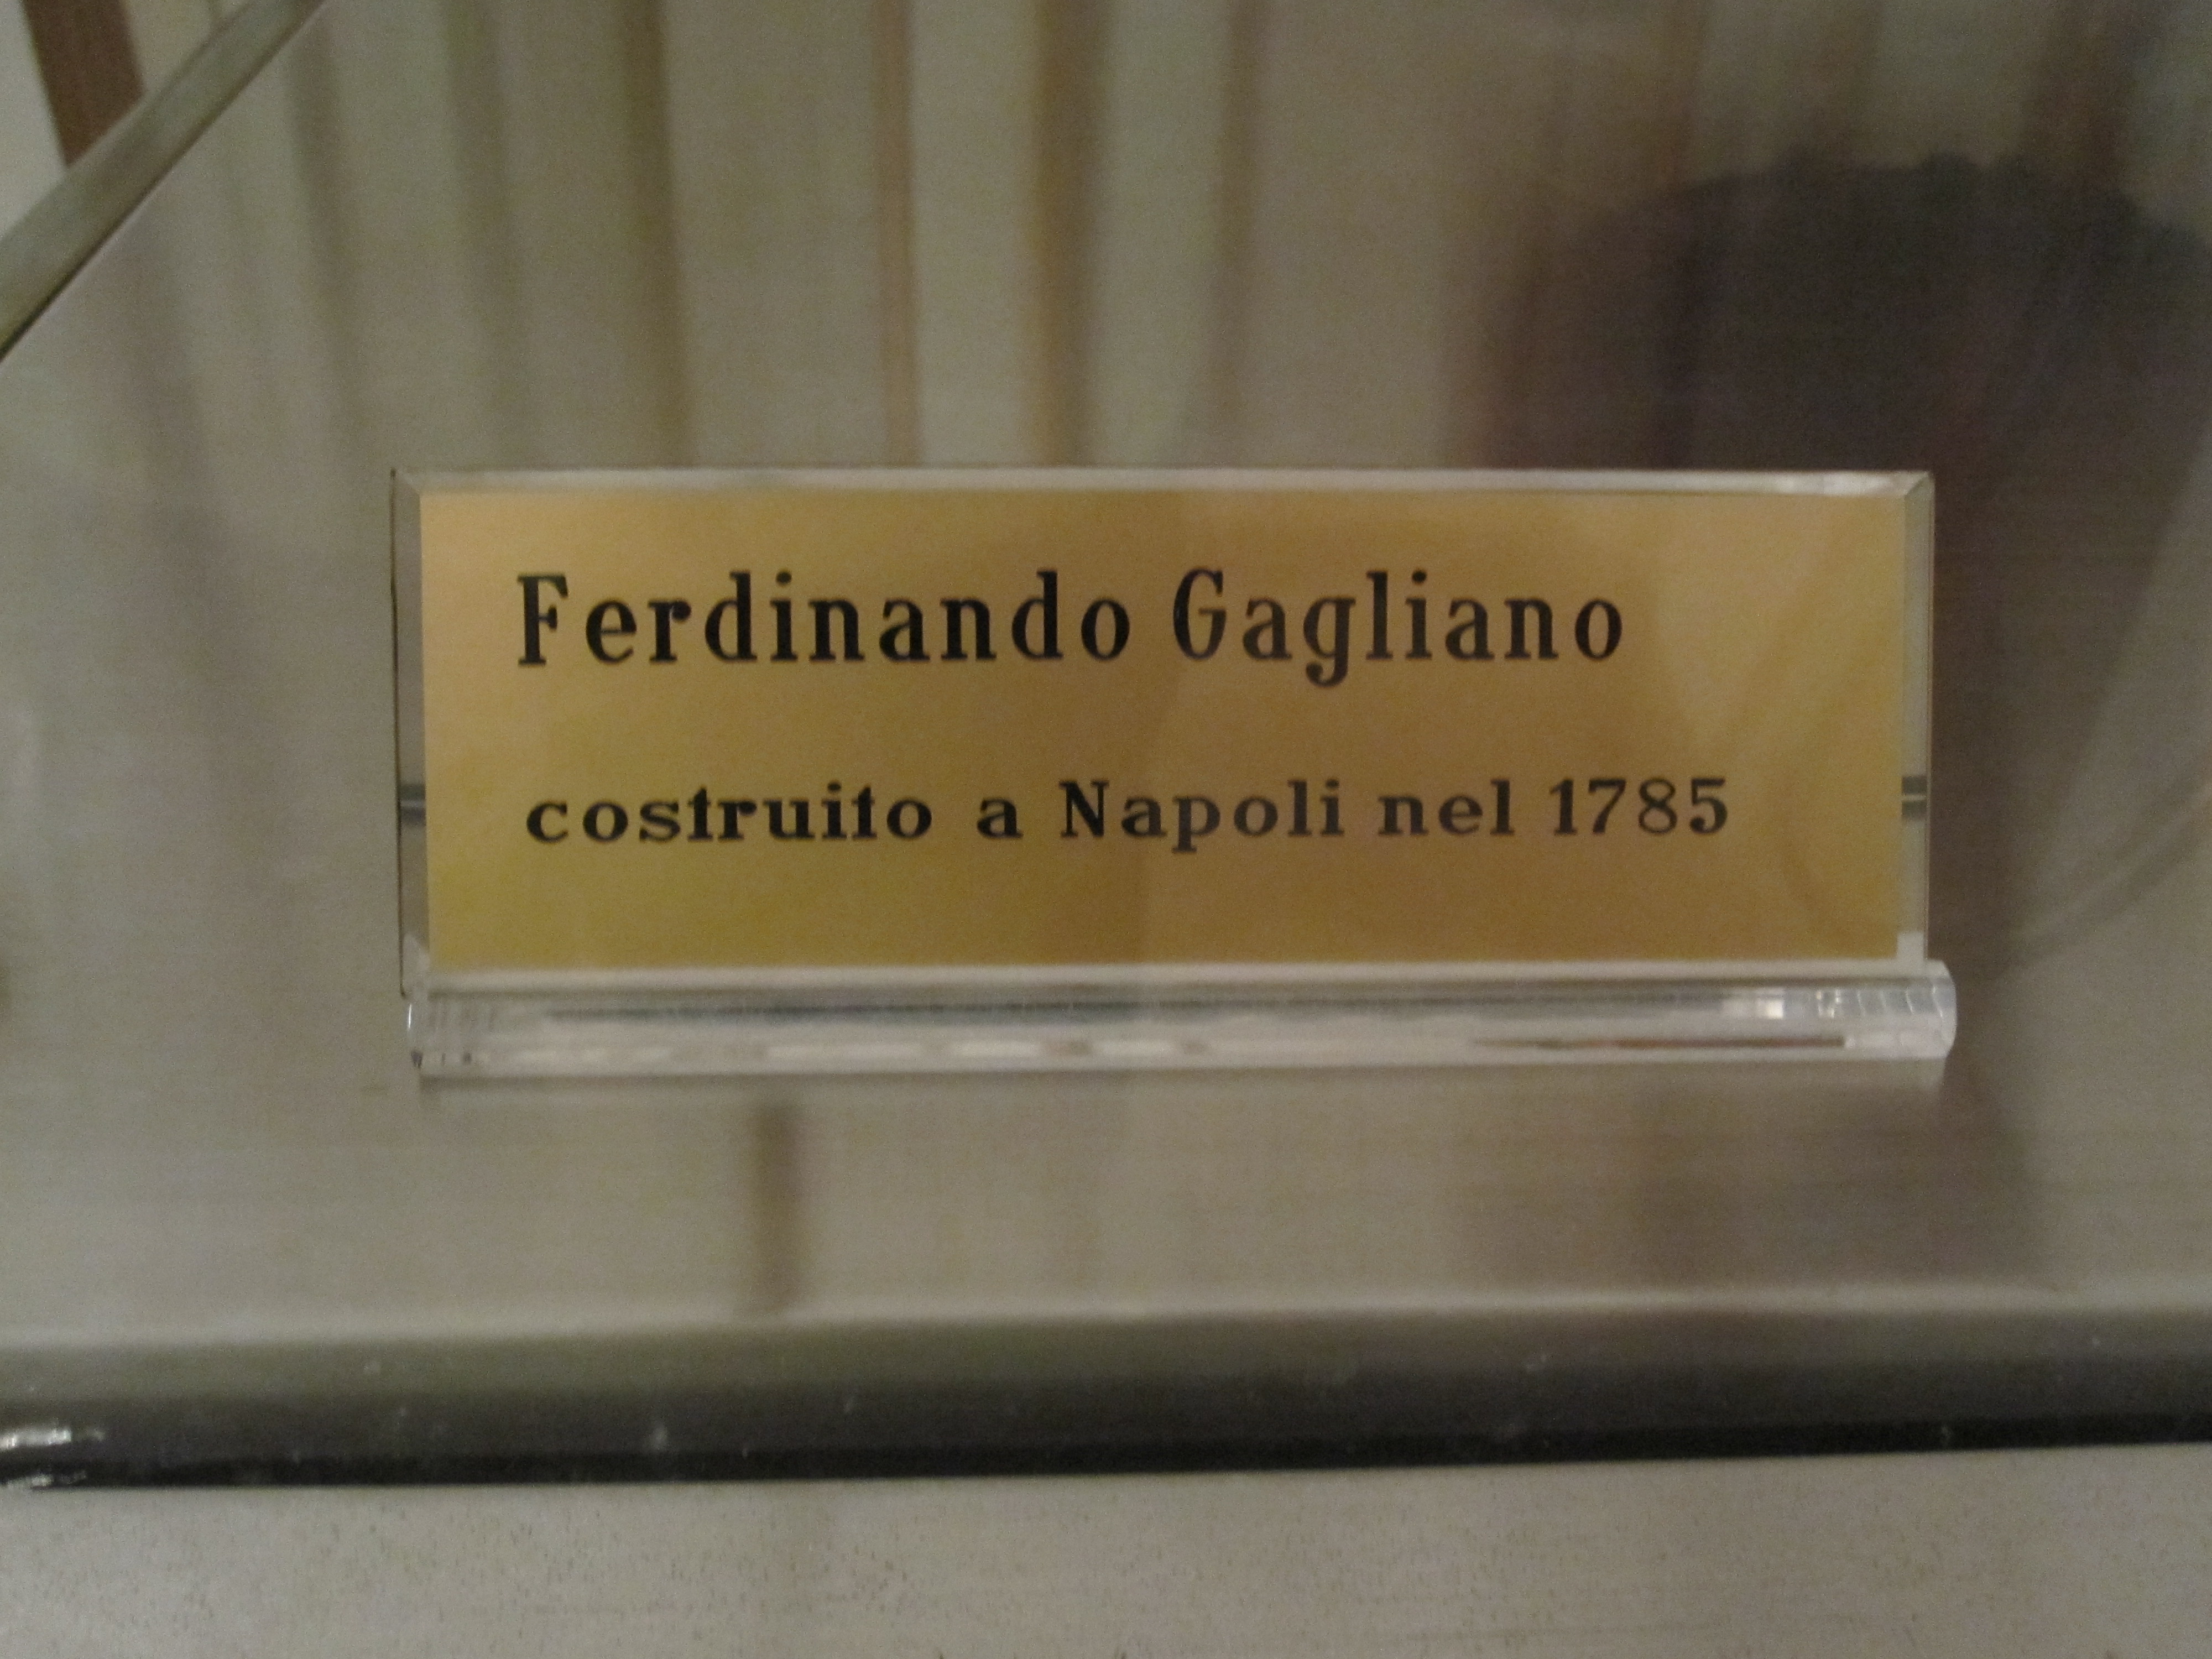 Ferdinando Gagliano
costruito a Napoli nel 1785